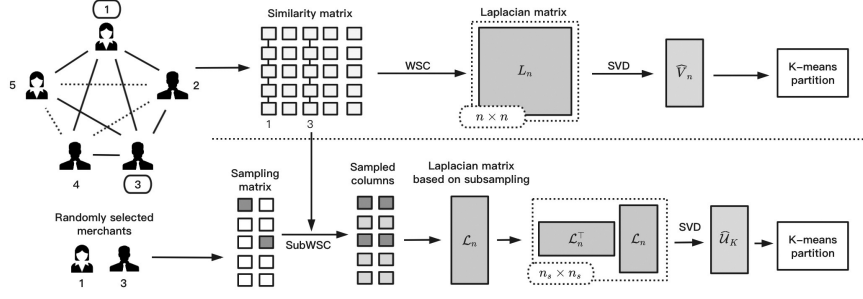 1
5
2
4
3
Similarity matrix
1
3
WSC
Laplacian matrix
L_n
n × n
SVD
V̂_n
K-means
partition
Randomly selected
merchants
1
3
Sampling
matrix
SubWSC
Sampled
columns
Laplacian matrix
based on subsampling
ℒ_n
ℒ_n^⊤
ℒ_n
n_s × n_s
SVD
𝒰̂_K
K-means
partition